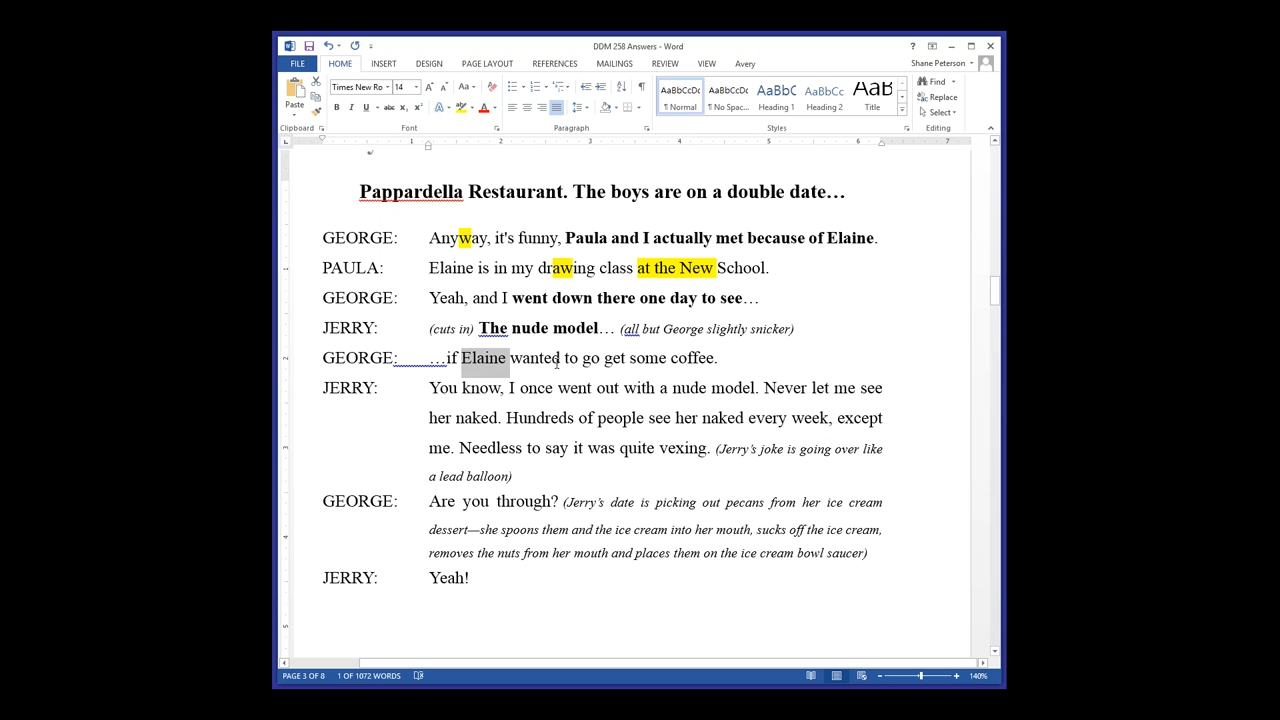 DDM 258 Answers - Word
FILE HOME INSERT DESIGN PAGE LAYOUT REFERENCES MAILINGS REVIEW VIEW Avery Shane Peterson
Paste
Times New Ro 14
AaBbCcDc AaBbCcDc AaBbC AaBbCc AaB
¶ Normal ¶ No Spac... Heading 1 Heading 2 Title
Find
Replace
Select
Clipboard Font Paragraph Styles Editing
1 2 3 4 5 6 7
Pappardella Restaurant. The boys are on a double date…
GEORGE: Anyway, it's funny, Paula and I actually met because of Elaine.
PAULA: Elaine is in my drawing class at the New School.
GEORGE: Yeah, and I went down there one day to see…
JERRY: (cuts in) The nude model… (all but George slightly snicker)
GEORGE: …if Elaine wanted to go get some coffee.
JERRY: You know, I once went out with a nude model. Never let me see
her naked. Hundreds of people see her naked every week, except
me. Needless to say it was quite vexing. (Jerry’s joke is going over like
a lead balloon)
GEORGE: Are you through? (Jerry’s date is picking out pecans from her ice cream
dessert—she spoons them and the ice cream into her mouth, sucks off the ice cream,
removes the nuts from her mouth and places them on the ice cream bowl saucer)
JERRY: Yeah!
PAGE 3 OF 8 1 OF 1072 WORDS 140%